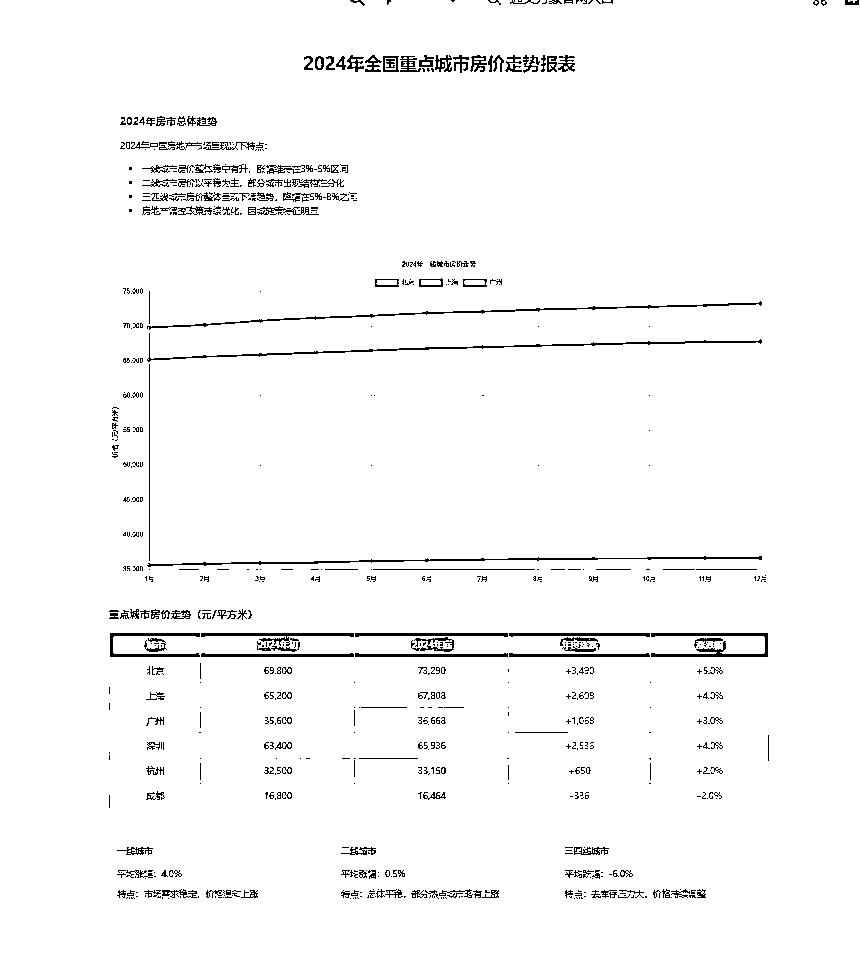 2024年全国重点城市房价走势报表
2024年房市总体趋势
2024年中国房地产市场呈现以下特点：
一线城市房价整体稳中有升，涨幅维持在3%-5%区间
二线城市房价以平稳为主，部分城市出现结构性分化
三四线城市房价整体呈现下滑趋势，降幅在5%-8%之间
房地产调控政策持续优化，因城施策特征明显
2024年一线城市房价走势
北京 上海 广州
价格（元/平方米）
75,000
70,000
65,000
60,000
55,000
50,000
45,000
40,000
35,000
1月 2月 3月 4月 5月 6月 7月 8月 9月 10月 11月 12月
重点城市房价走势（元/平方米）
城市 2024年初 2024年底
北京 69,800 73,290 +3,490 +5.0%
上海 65,200 67,808 +2,608 +4.0%
广州 35,600 36,668 +1,068 +3.0%
深圳 63,400 65,936 +2,536 +4.0%
杭州 32,500 33,150 +650 +2.0%
成都 16,800 16,464 -336 -2.0%
一线城市 二线城市 三四线城市
平均涨幅：4.0% 平均涨幅：0.5% 平均跌幅：-6.0%
特点：市场需求稳定，价格温和上涨 特点：总体平稳，部分热点城市略有上涨 特点：去库存压力大，价格持续调整